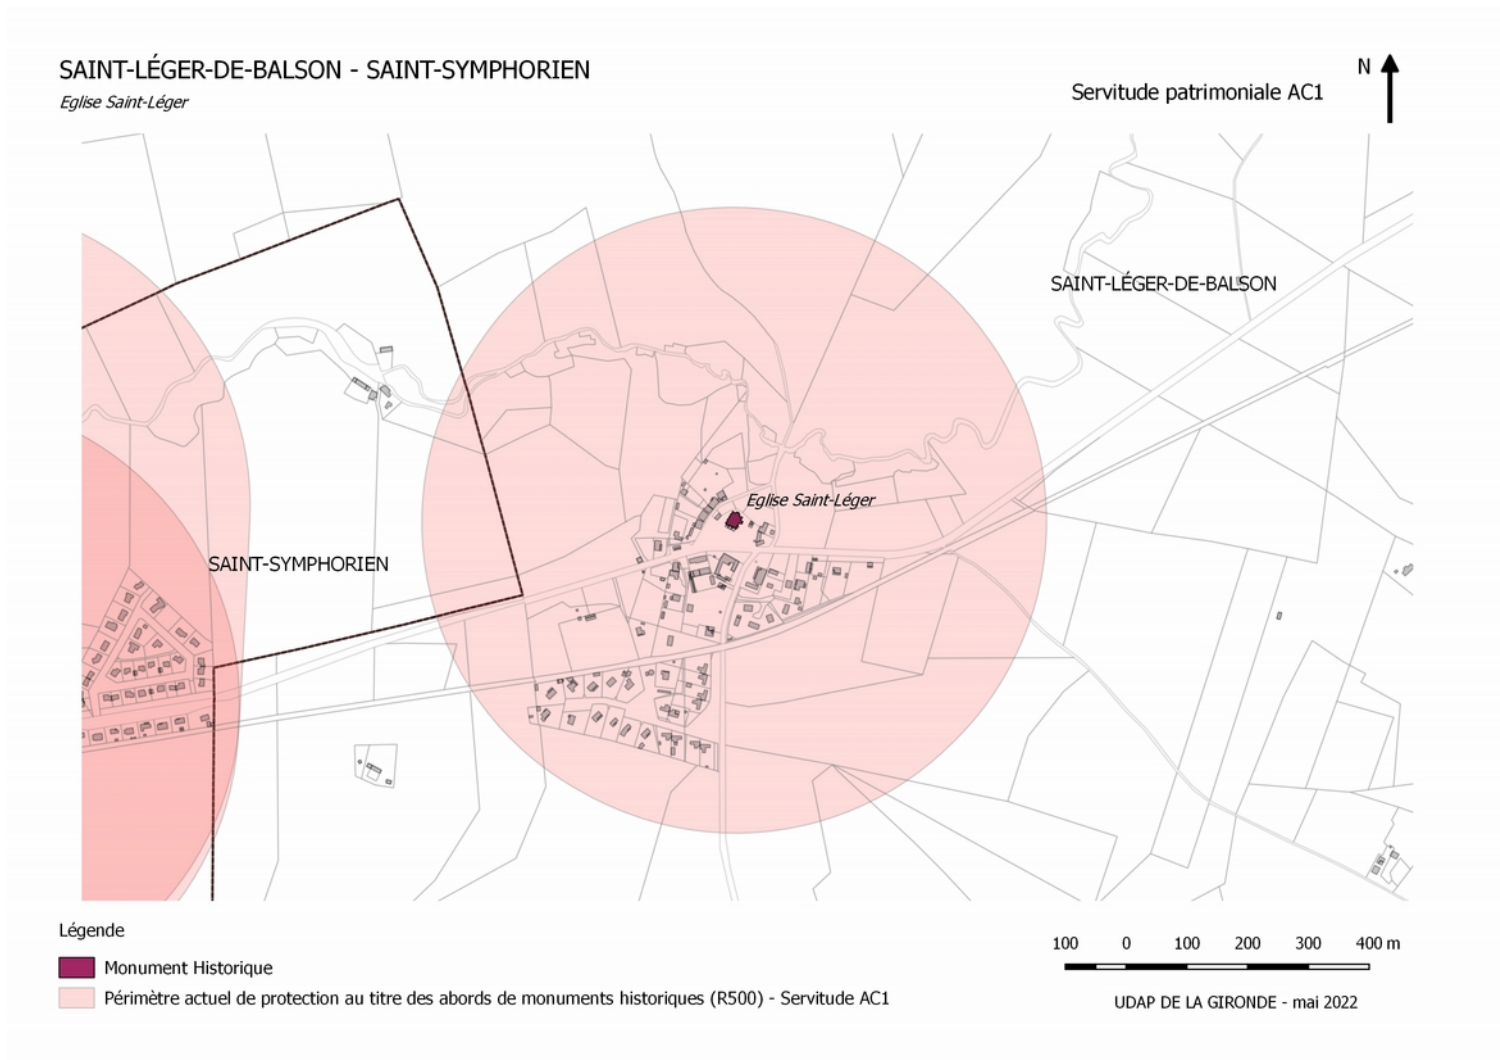 SAINT-LÉGER-DE-BALSON - SAINT-SYMPHORIEN
Eglise Saint-Léger
Servitude patrimoniale AC1
N
SAINT-LÉGER-DE-BALSON
Eglise Saint-Léger
SAINT-SYMPHORIEN
Légende
Monument Historique
Périmètre actuel de protection au titre des abords de monuments historiques (R500) - Servitude AC1
100 0 100 200 300 400 m
UDAP DE LA GIRONDE - mai 2022